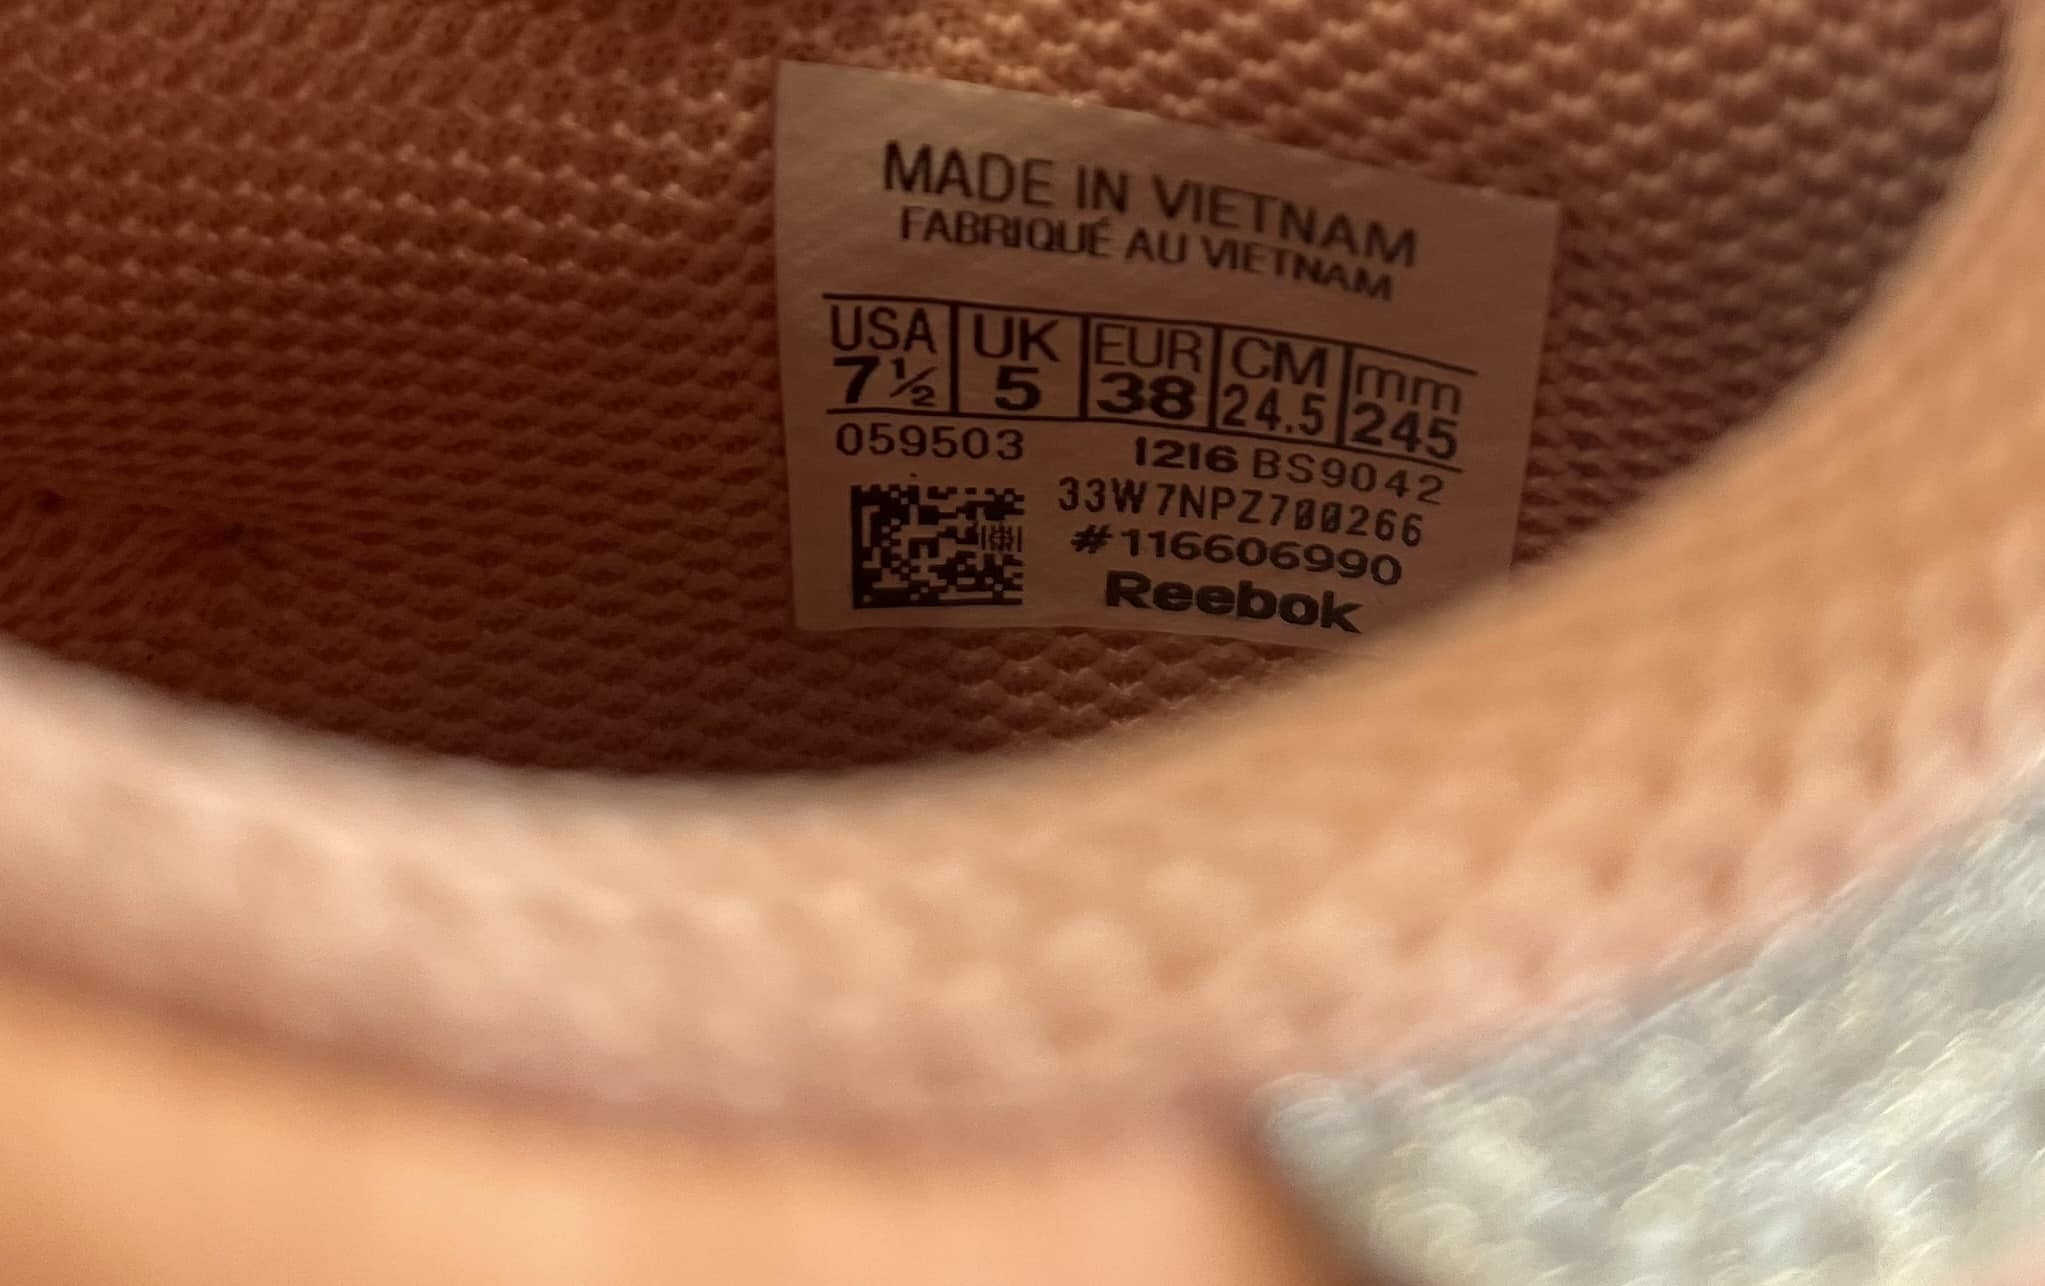 MADE IN VIETNAM
FABRIQUÉ AU VIETNAM
USA UK EUR CM mm
7½ 5 38 24.5 245
059503 1216 BS9042
33W7NPZ700266
#116606990
Reebok